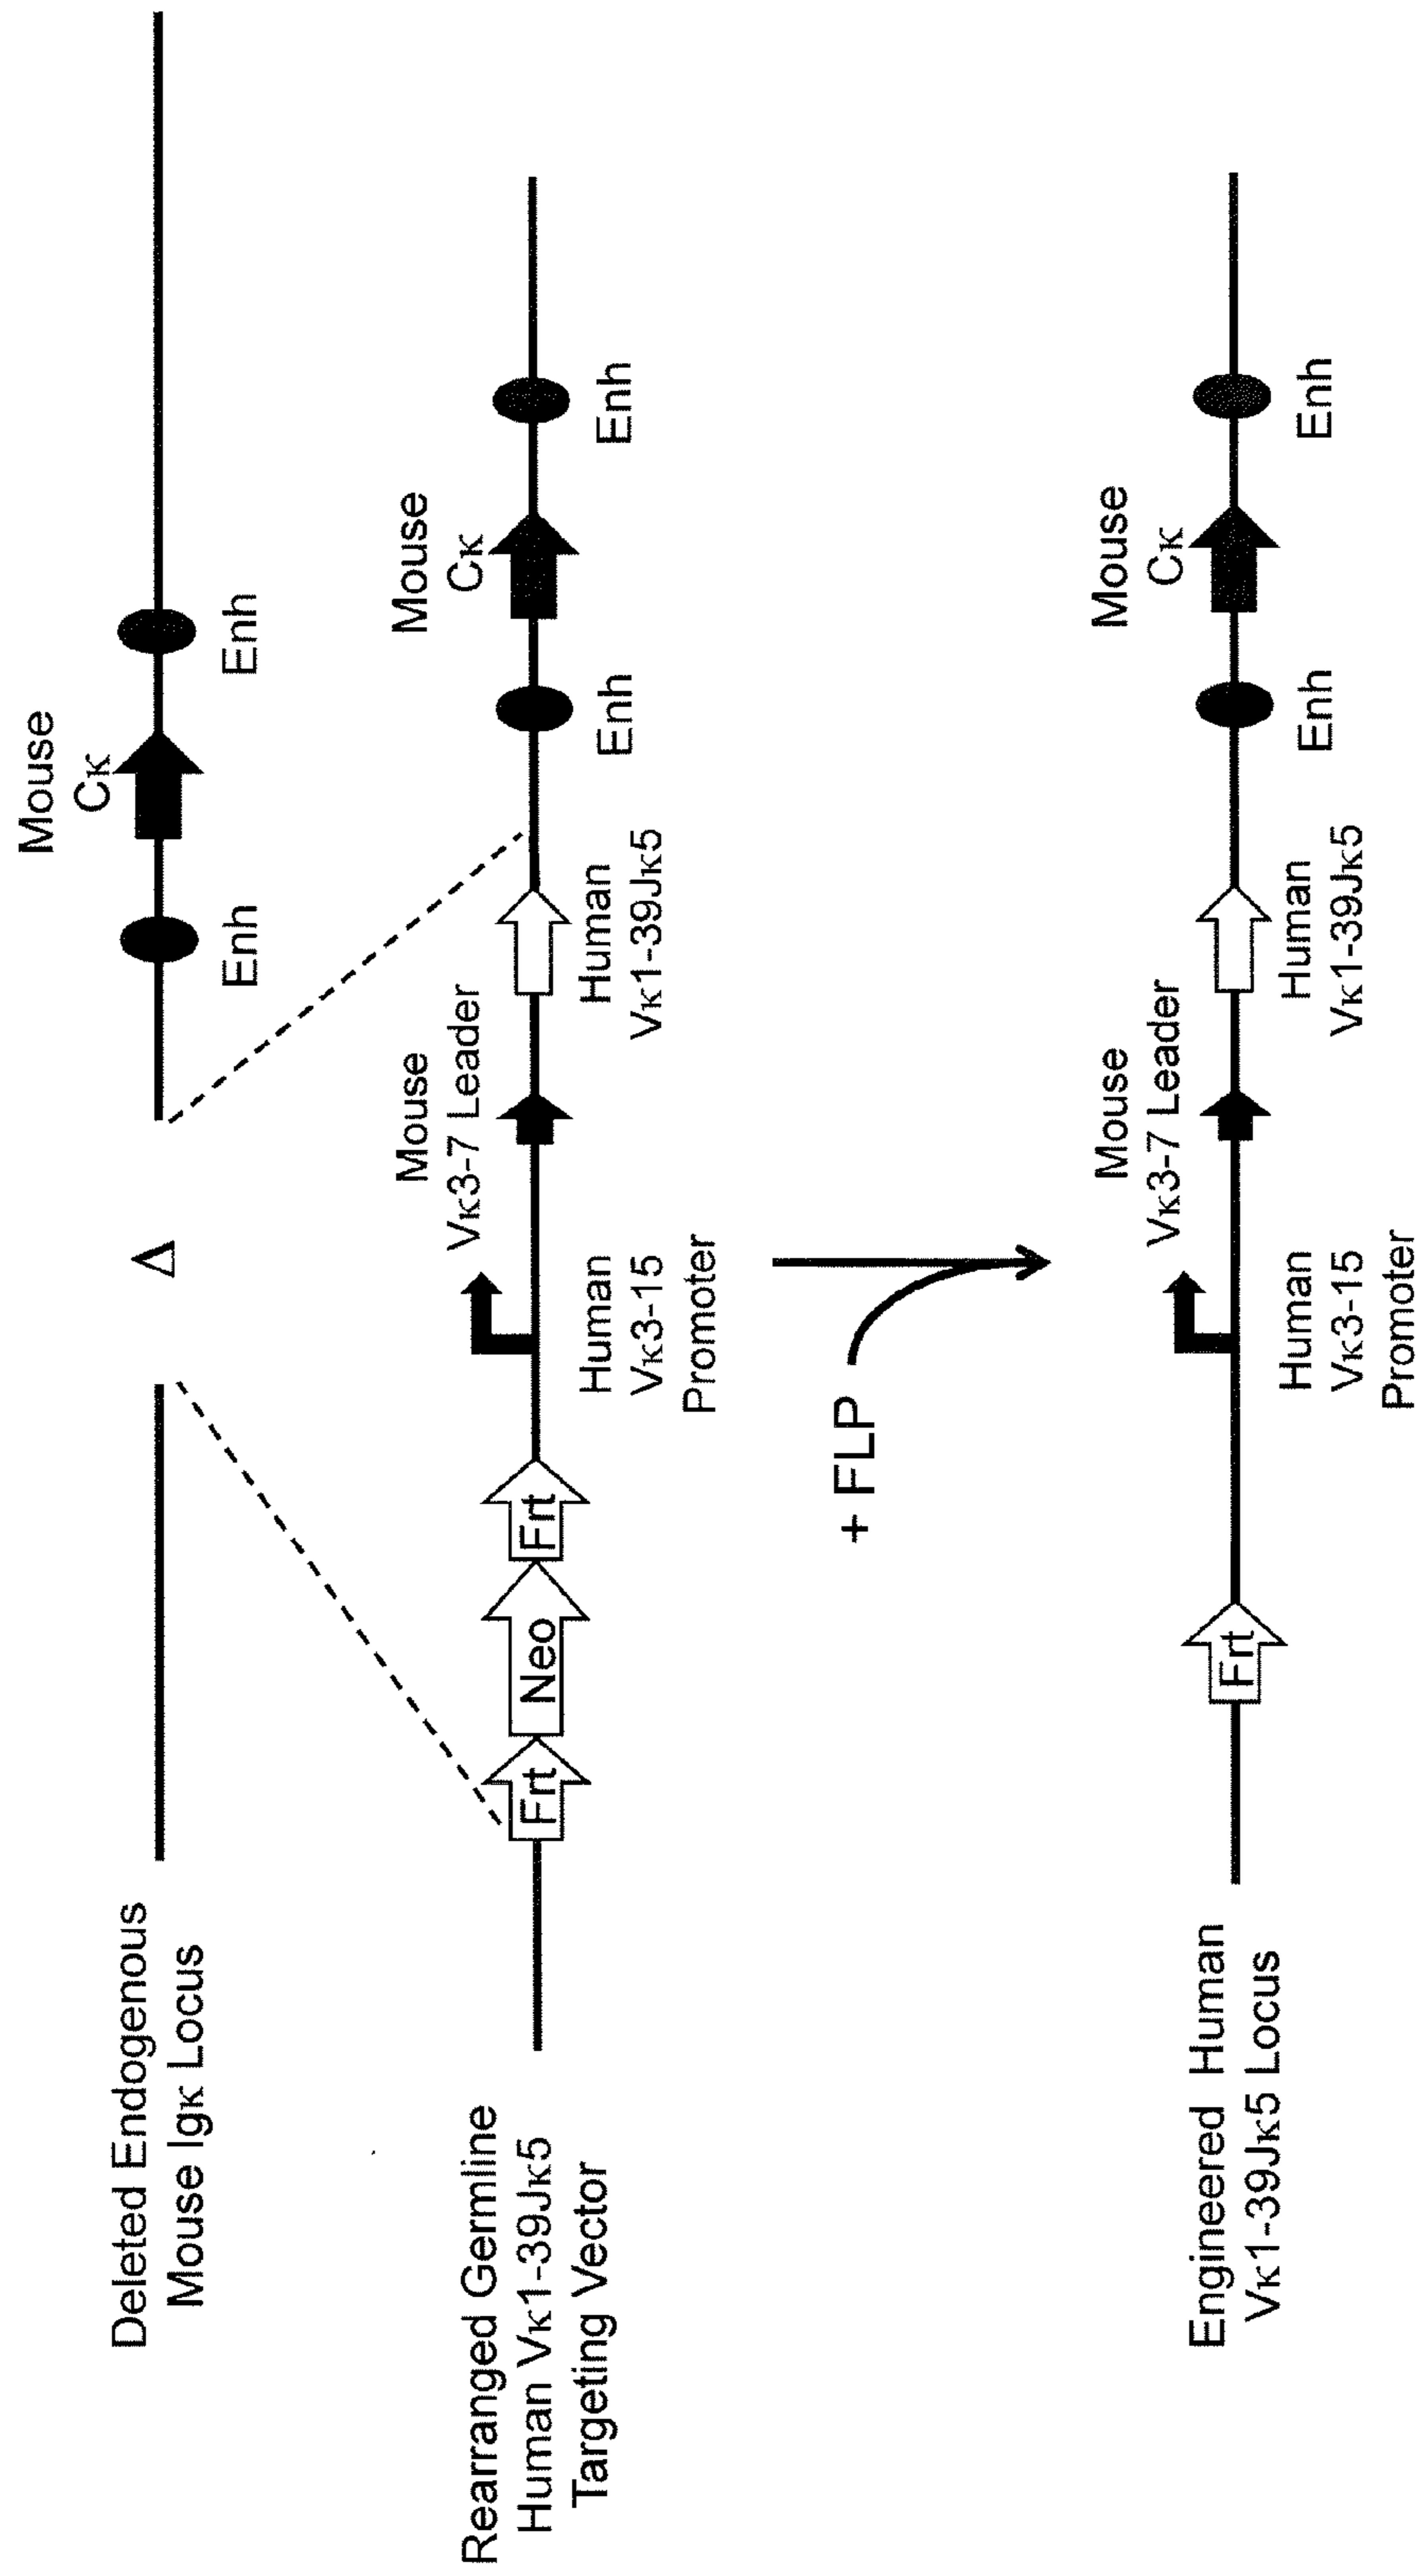 Deleted Endogenous
Mouse Igκ Locus
Δ
Enh
Mouse
Cκ
Enh
Rearranged Germline
Human Vκ1-39Jκ5
Targeting Vector
Frt
Neo
Frt
Human
Vκ3-15
Promoter
Mouse
Vκ3-7 Leader
Human
Vκ1-39Jκ5
Enh
Mouse
Cκ
Enh
+ FLP
Engineered Human
Vκ1-39Jκ5 Locus
Frt
Human
Vκ3-15
Promoter
Mouse
Vκ3-7 Leader
Human
Vκ1-39Jκ5
Enh
Mouse
Cκ
Enh